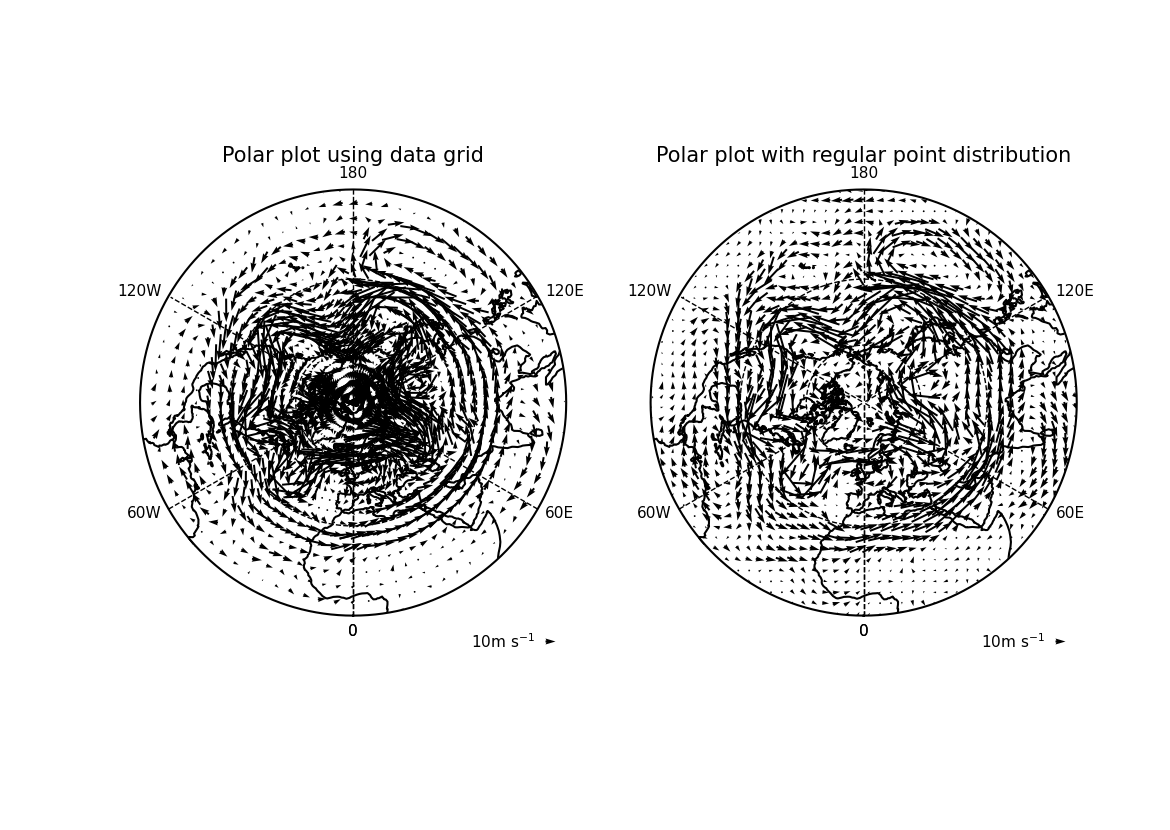 Polar plot using data grid
180
120W
120E
60W
60E
0
10m s⁻¹
Polar plot with regular point distribution
180
120W
120E
60W
60E
0
10m s⁻¹